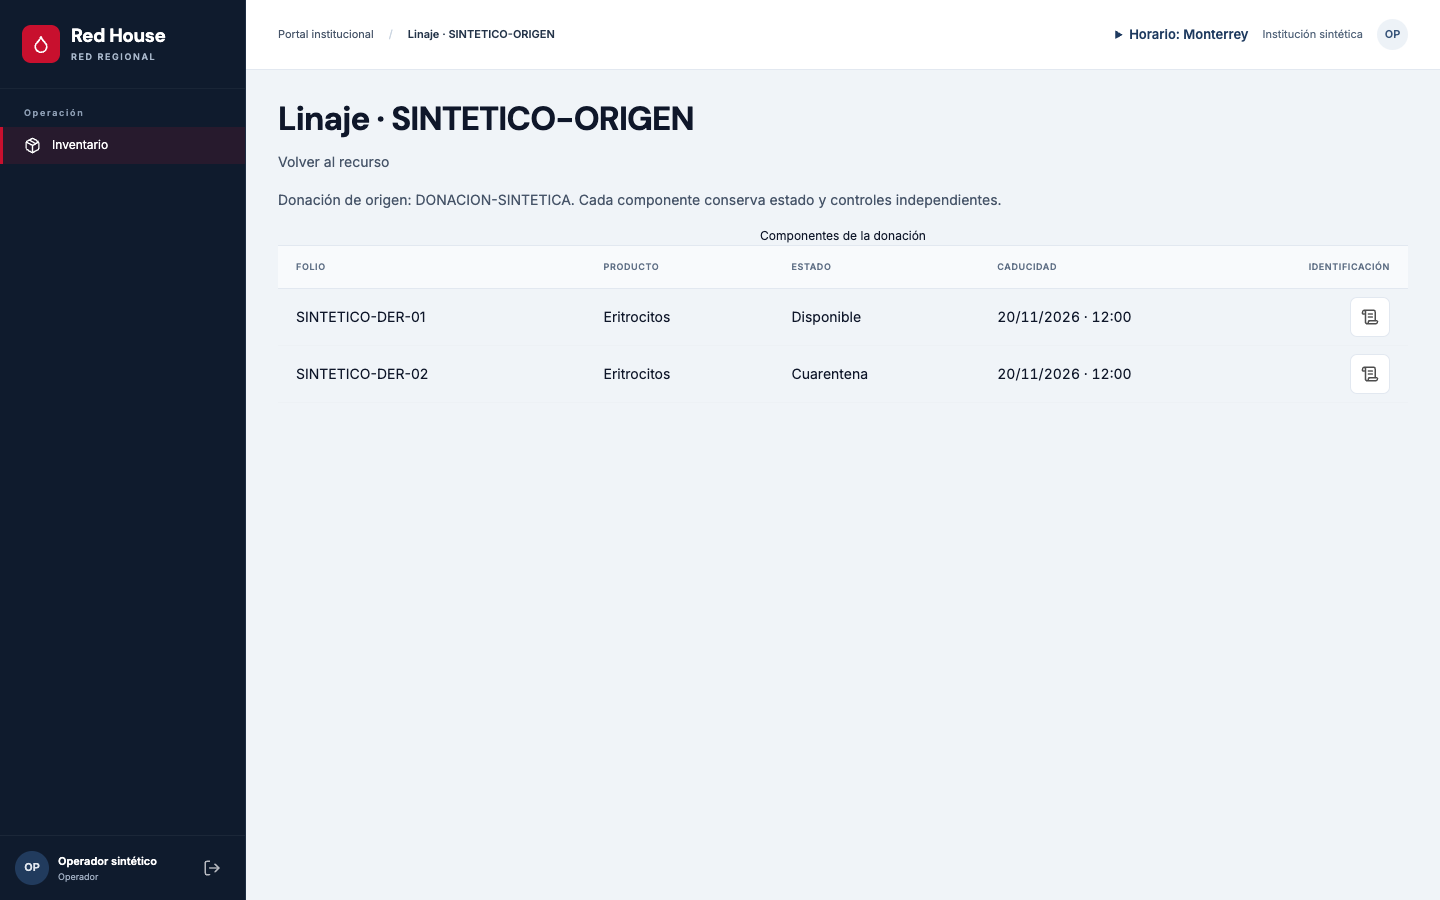 Red House
RED REGIONAL
Operación
Inventario
Portal institucional / Linaje · SINTETICO-ORIGEN
▶ Horario: Monterrey Institución sintética OP
Linaje · SINTETICO-ORIGEN
Volver al recurso
Donación de origen: DONACION-SINTETICA. Cada componente conserva estado y controles independientes.
Componentes de la donación
FOLIO PRODUCTO ESTADO CADUCIDAD IDENTIFICACIÓN
SINTETICO-DER-01 Eritrocitos Disponible 20/11/2026 · 12:00
SINTETICO-DER-02 Eritrocitos Cuarentena 20/11/2026 · 12:00
OP Operador sintético
Operador